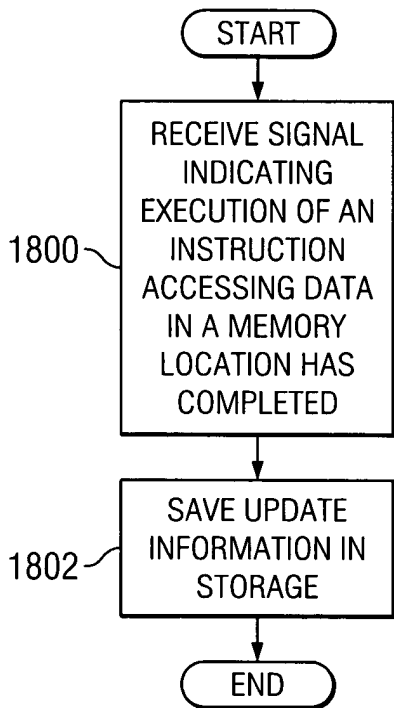 START
RECEIVE SIGNAL
INDICATING
EXECUTION OF AN
INSTRUCTION
ACCESSING DATA
IN A MEMORY
LOCATION HAS
COMPLETED
1800
SAVE UPDATE
INFORMATION IN
STORAGE
1802
END